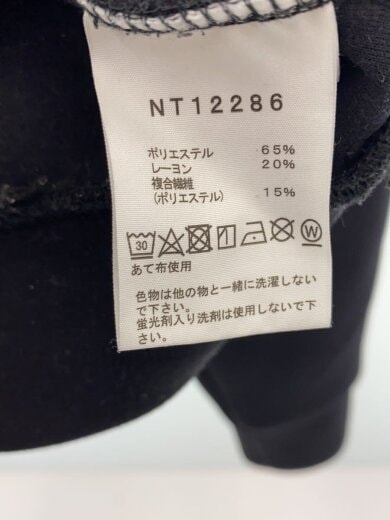 NT12286
ポリエステル 65%
レーヨン 20%
複合繊維
(ポリエステル) 15%
30 W
あて布使用
色物は他の物と一緒に洗濯しない
で下さい。
蛍光剤入り洗剤は使用しないで下
さい。